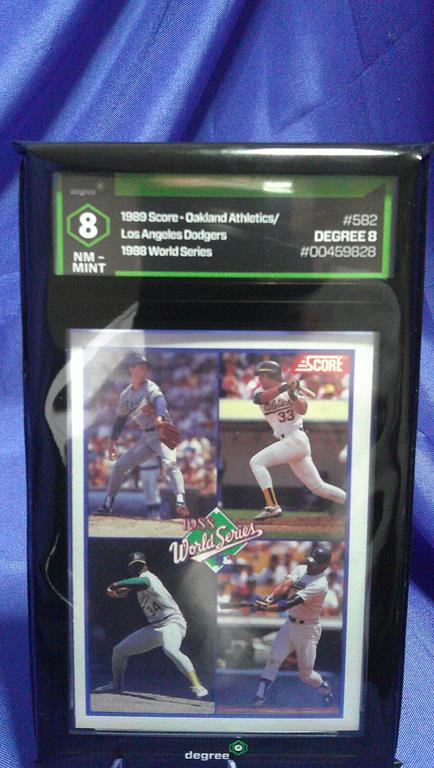 degree
8
NM -
MINT
1989 Score - Oakland Athletics/
Los Angeles Dodgers
1988 World Series
#582
DEGREE 8
#00459828
SCORE
Athletics
33
1988
World Series
34
degree